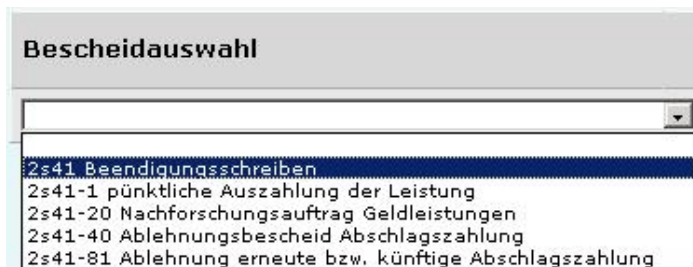 Bescheidauswahl
2s41 Beendigungsschreiben
2s41-1 pünktliche Auszahlung der Leistung
2s41-20 Nachforschungsauftrag Geldleistungen
2s41-40 Ablehnungsbescheid Abschlagszahlung
2s41-81 Ablehnung erneute bzw. künftige Abschlagszahlung